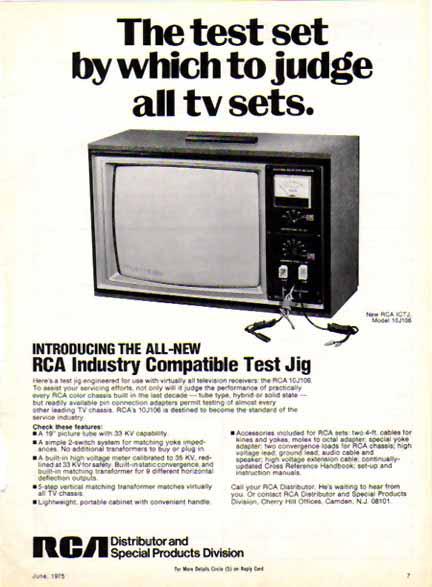 The test set
by which to judge
all tv sets.
New RCA ICTJ,
Model 10J106
INTRODUCING THE ALL-NEW
RCA Industry Compatible Test Jig
Here's a test jig engineered for use with virtually all television receivers: the RCA 10J106.
To assist your servicing efforts, not only will it judge the performance of practically
every RCA color chassis built in the last decade — tube type, hybrid or solid state —
but readily available pin connection adapters permit testing of almost every
other leading TV chassis. RCA's 10J106 is destined to become the standard of the
service industry.
Check these features:
■ A 19" picture tube with 33 KV capability.
■ A simple 2-switch system for matching yoke imped-
ances. No additional transformers to buy or plug in.
■ A built-in high voltage meter calibrated to 35 KV, red-
lined at 33 KV for safety. Built-in static convergence, and
built-in matching transformer for 9 different horizontal
deflection outputs.
■ 5-step vertical matching transformer matches virtually
all TV chassis.
■ Lightweight, portable cabinet with convenient handle.
■ Accessories included for RCA sets: two 4-ft. cables for
kines and yokes, molex to octal adapter; special yoke
adapter; two convergence loads for RCA chassis; high
voltage lead; ground lead; audio cable and
speaker; high voltage extension cable; continually-
updated Cross Reference Handbook; set-up and
instruction manuals.
Call your RCA Distributor. He's waiting to hear from
you. Or contact RCA Distributor and Special Products
Division, Cherry Hill Offices, Camden, N.J. 08101.
RCA Distributor and
Special Products Division
For More Details Circle (5) on Reply Card
June, 1975
7